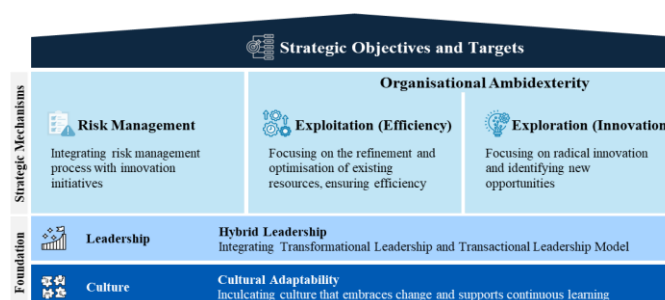 Strategic Objectives and Targets
Strategic Mechanisms
Organisational Ambidexterity
Risk Management
Integrating risk management
process with innovation
initiatives
Exploitation (Efficiency)
Focusing on the refinement and
optimisation of existing
resources, ensuring efficiency
Exploration (Innovation
Focusing on radical innovation
and identifying new
opportunities
Foundation
Leadership
Hybrid Leadership
Integrating Transformational Leadership and Transactional Leadership Model
Culture
Cultural Adaptability
Inculcating culture that embraces change and supports continuous learning